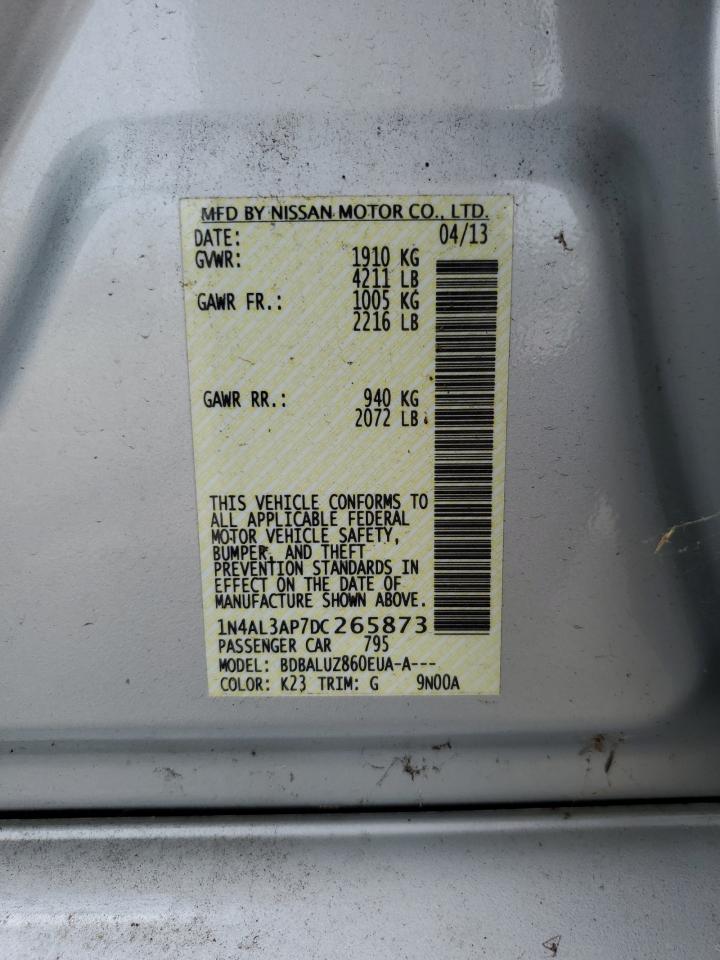 MFD BY NISSAN MOTOR CO., LTD.
DATE: 04/13
GVWR: 1910 KG
4211 LB
GAWR FR.: 1005 KG
2216 LB
GAWR RR.: 940 KG
2072 LB
THIS VEHICLE CONFORMS TO
ALL APPLICABLE FEDERAL
MOTOR VEHICLE SAFETY,
BUMPER, AND THEFT
PREVENTION STANDARDS IN
EFFECT ON THE DATE OF
MANUFACTURE SHOWN ABOVE.
1N4AL3AP7DC265873
PASSENGER CAR 795
MODEL: BDBALUZ860EUA-A---
COLOR: K23 TRIM: G 9N00A